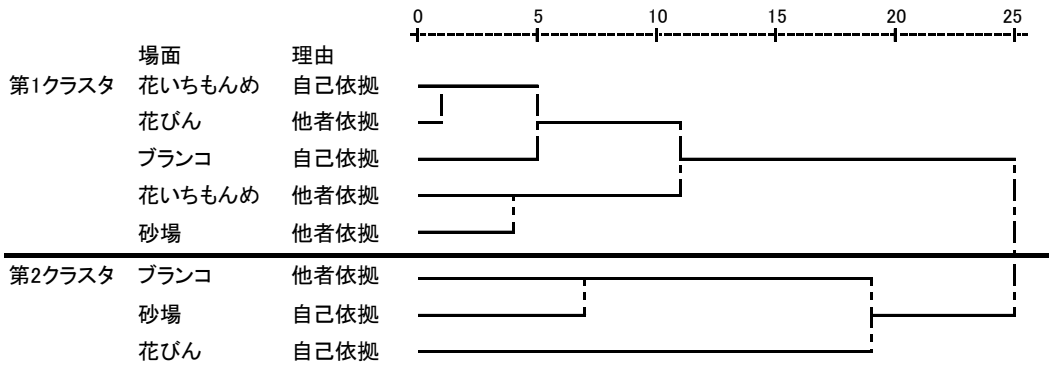 0 5 10 15 20 25
場面 理由
第1クラスタ 花いちもんめ 自己依拠
花びん 他者依拠
ブランコ 自己依拠
花いちもんめ 他者依拠
砂場 他者依拠
第2クラスタ ブランコ 他者依拠
砂場 自己依拠
花びん 自己依拠